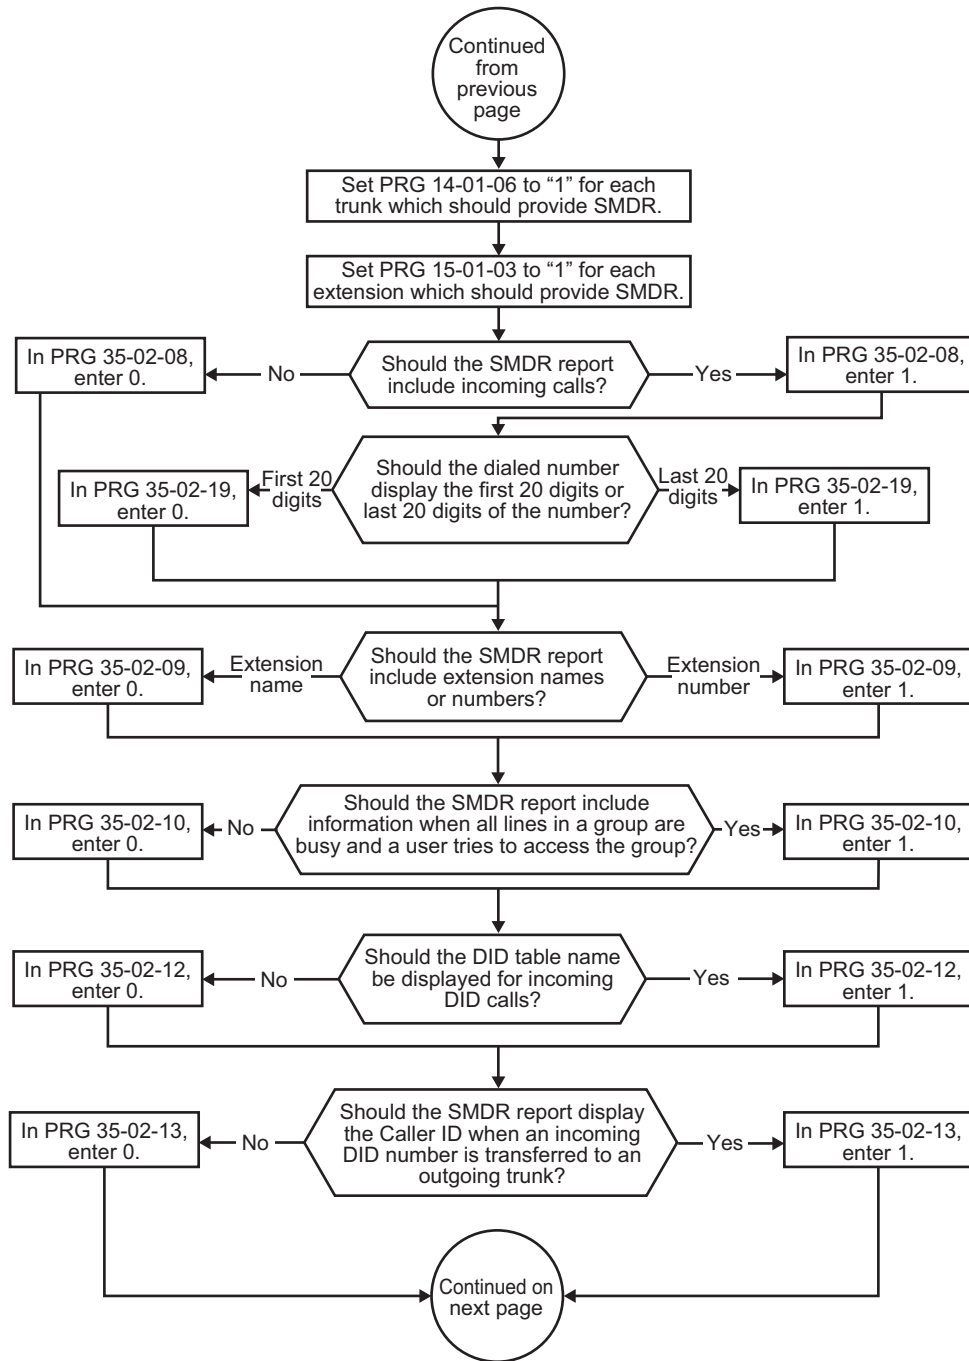 Continued
from
previous
page
Set PRG 14-01-06 to “1” for each
trunk which should provide SMDR.
Set PRG 15-01-03 to “1” for each
extension which should provide SMDR.
In PRG 35-02-08,
enter 0.
No
Should the SMDR report
include incoming calls?
Yes
In PRG 35-02-08,
enter 1.
In PRG 35-02-19,
enter 0.
First 20
digits
Should the dialed number
display the first 20 digits or
last 20 digits of the number?
Last 20
digits
In PRG 35-02-19,
enter 1.
In PRG 35-02-09,
enter 0.
Extension
name
Should the SMDR report
include extension names
or numbers?
Extension
number
In PRG 35-02-09,
enter 1.
In PRG 35-02-10,
enter 0.
No
Should the SMDR report include
information when all lines in a group are
busy and a user tries to access the group?
Yes
In PRG 35-02-10,
enter 1.
In PRG 35-02-12,
enter 0.
No
Should the DID table name
be displayed for incoming
DID calls?
Yes
In PRG 35-02-12,
enter 1.
In PRG 35-02-13,
enter 0.
No
Should the SMDR report display
the Caller ID when an incoming
DID number is transferred to an
outgoing trunk?
Yes
In PRG 35-02-13,
enter 1.
Continued on
next page